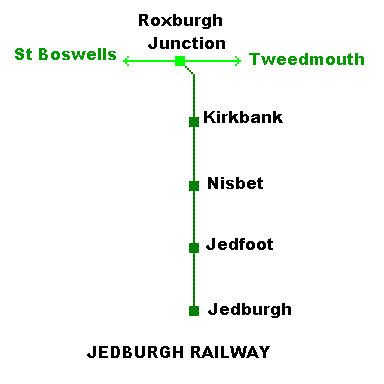 Roxburgh
Junction
St Boswells
Tweedmouth
Kirkbank
Nisbet
Jedfoot
Jedburgh
JEDBURGH RAILWAY